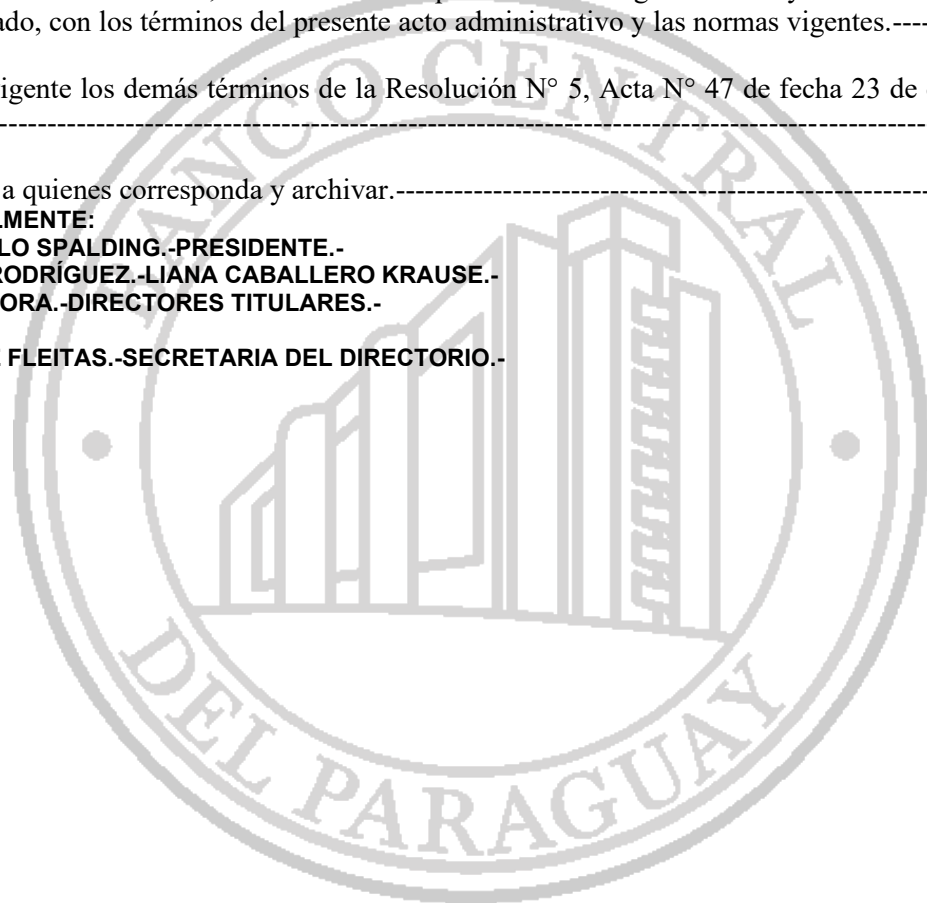 ado, con los términos del presente acto administrativo y las normas vigentes.----
igente los demás términos de la Resolución N° 5, Acta N° 47 de fecha 23 de
a quienes corresponda y archivar.----------------------------------------------------------------------
LMENTE:
LO SPALDING.-PRESIDENTE.-
RODRÍGUEZ.-LIANA CABALLERO KRAUSE.-
ORA.-DIRECTORES TITULARES.-
FLEITAS.-SECRETARIA DEL DIRECTORIO.-
BANCO CENTRAL
DEL PARAGUAY